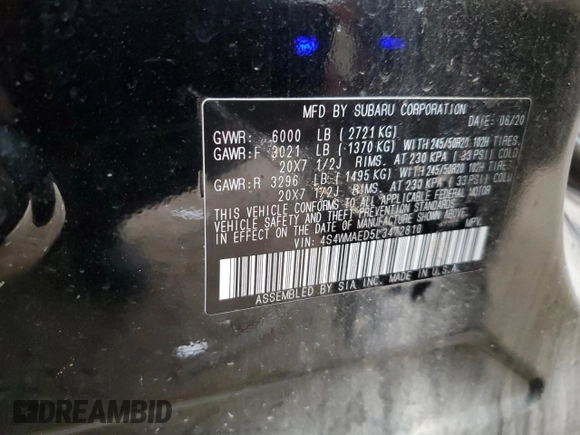 MFD BY SUBARU CORPORATION
DATE: 06/20
GVWR: 6000 LB (2721 KG)
GAWR:F 3021 LB (1370 KG) WITH 245/50R20 102H TIRES.
20X7 1/2J RIMS. AT 230 KPA (33 PSI) COLD
GAWR:R 3296 LB (1495 KG) WITH 245/50R20 102H TIRES.
20X7 1/2J RIMS. AT 230 KPA (33 PSI) COLD
THIS VEHICLE CONFORMS TO ALL APPLICABLE FEDERAL MOTOR
VEHICLE SAFETY AND THEFT PREVENTION STANDARDS
IN EFFECT ON THE DATE OF MANUFACTURE SHOWN ABOVE.
VIN: MPV
ASSEMBLED BY SIA, INC. MADE IN U.S.A.
DREAMBID